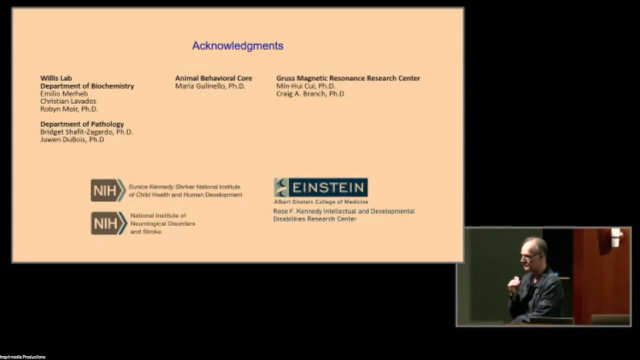 Acknowledgments
Willis Lab
Department of Biochemistry
Emilio Merheb
Christian Lavados
Robyn Moir, Ph.D.
Department of Pathology
Bridget Shafit-Zagardo, Ph.D.
Juwen DuBois, Ph.D
Animal Behavioral Core
Maria Gulinello, Ph.D.
Gruss Magnetic Resonance Research Center
Min-Hui Cui, Ph.D.
Craig A. Branch, Ph.D
NIH
Eunice Kennedy Shriver National Institute
of Child Health and Human Development
NIH
National Institute of
Neurological Disorders
and Stroke
EINSTEIN
Albert Einstein College of Medicine
Rose F. Kennedy Intellectual and Developmental
Disabilities Research Center
Inspirmedia Productions